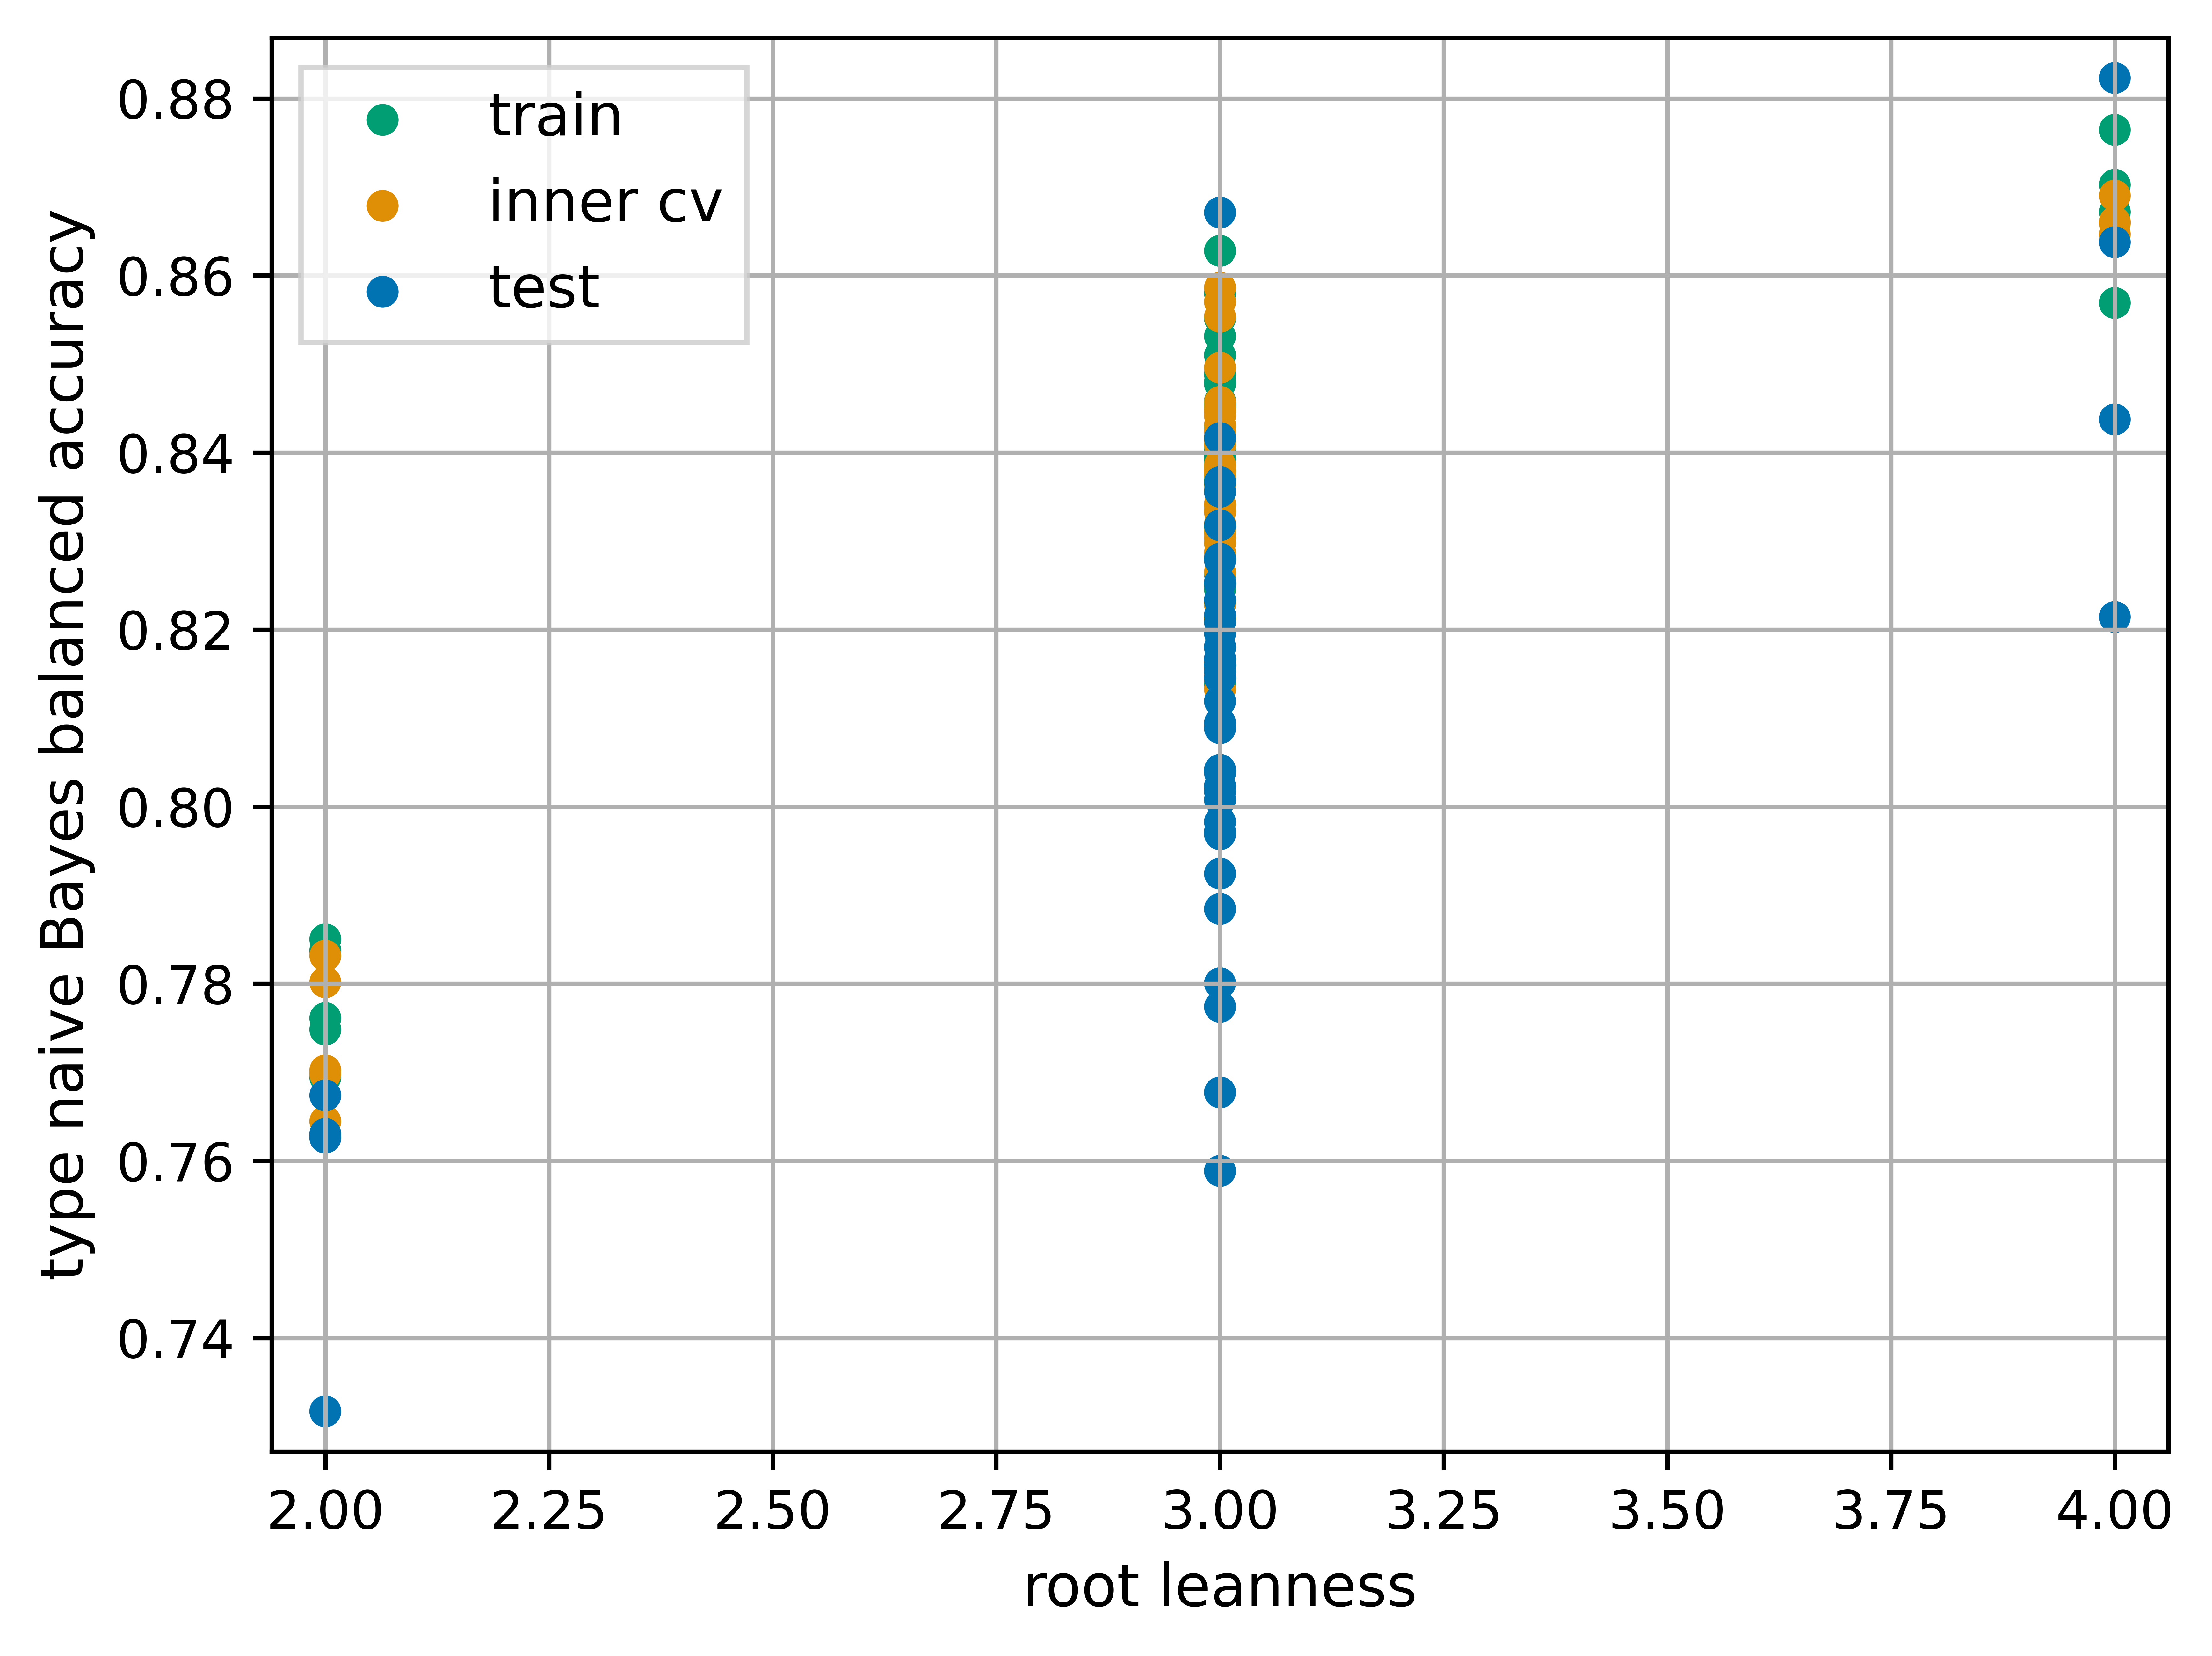 train
inner cv
test
0.88
0.86
0.84
0.82
0.80
0.78
0.76
0.74
type naive Bayes balanced accuracy
2.00 2.25 2.50 2.75 3.00 3.25 3.50 3.75 4.00
root leanness